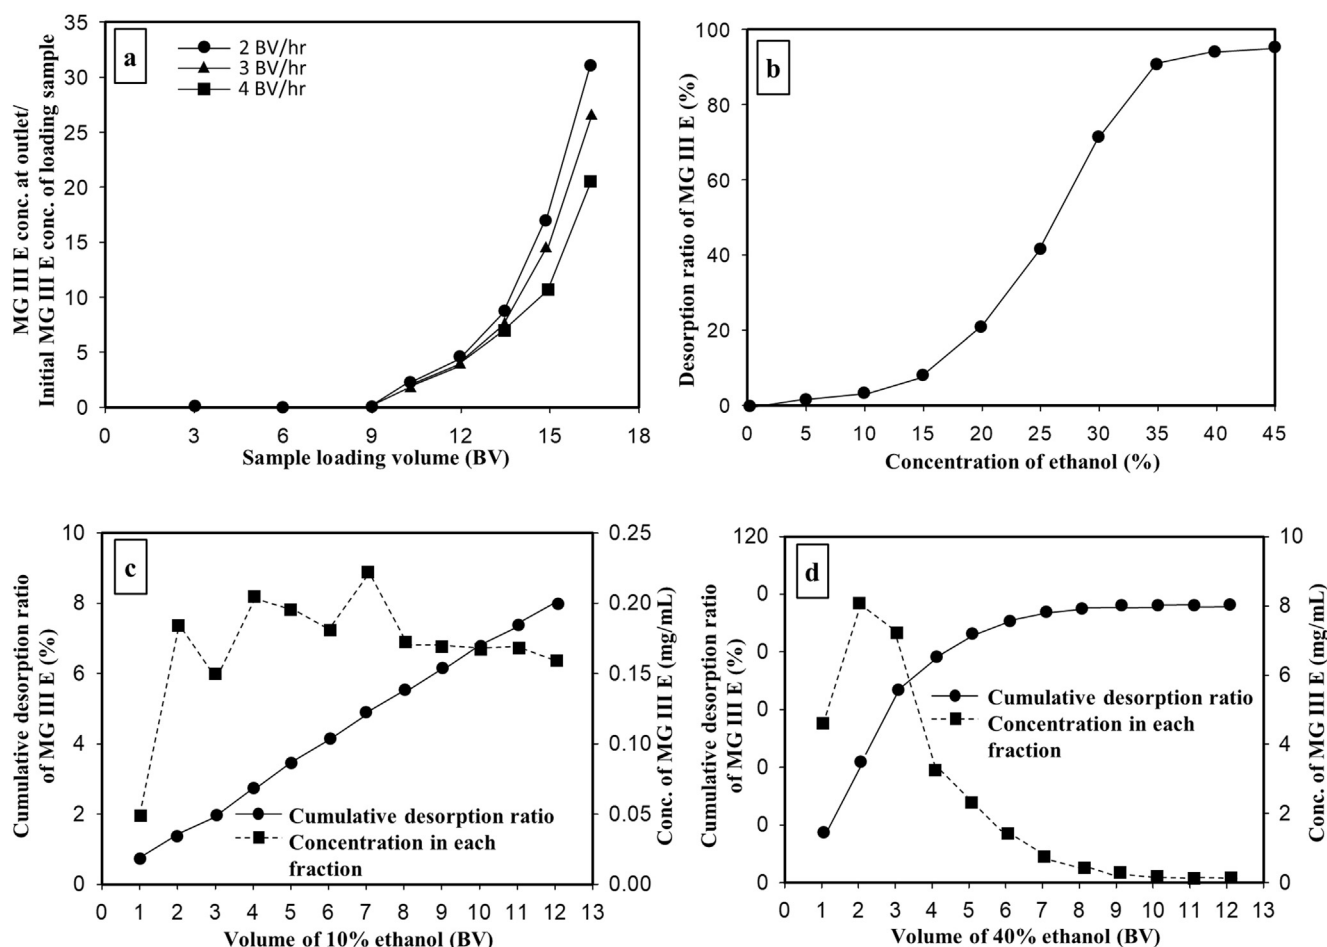 a
2 BV/hr
3 BV/hr
4 BV/hr
MG III E conc. at outlet/
Initial MG III E conc. of loading sample
35
30
25
20
15
10
5
0
0 3 6 9 12 15 18
Sample loading volume (BV)
b
Desorption ratio of MG III E (%)
100
80
60
40
20
0
0 5 10 15 20 25 30 35 40 45
Concentration of ethanol (%)
c
Cumulative desorption ratio
of MG III E (%)
10
8
6
4
2
0
Cumulative desorption ratio
Concentration in each
fraction
0.25
0.20
0.15
0.10
0.05
0.00
Conc. of MG III E (mg/mL)
0 1 2 3 4 5 6 7 8 9 10 11 12 13
Volume of 10% ethanol (BV)
d
Cumulative desorption ratio
of MG III E (%)
120
0
0
0
0
0
0
Cumulative desorption ratio
Concentration in each
fraction
10
8
6
4
2
0
Conc. of MG III E (mg/mL)
0 1 2 3 4 5 6 7 8 9 10 11 12 13
Volume of 40% ethanol (BV)